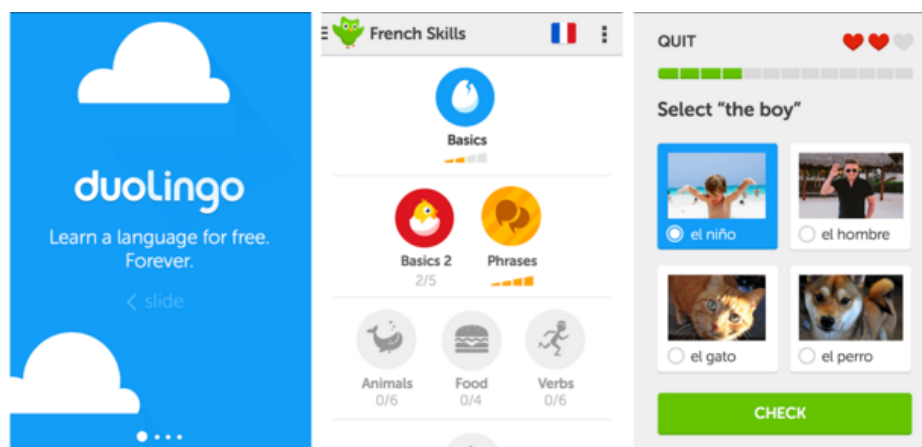 duolingo
Learn a language for free.
Forever.
< slide
French Skills
Basics
Basics 2
Phrases
2/5
Animals
Food
Verbs
0/6
0/4
0/6
QUIT
Select “the boy”
el niño
el hombre
el gato
el perro
CHECK